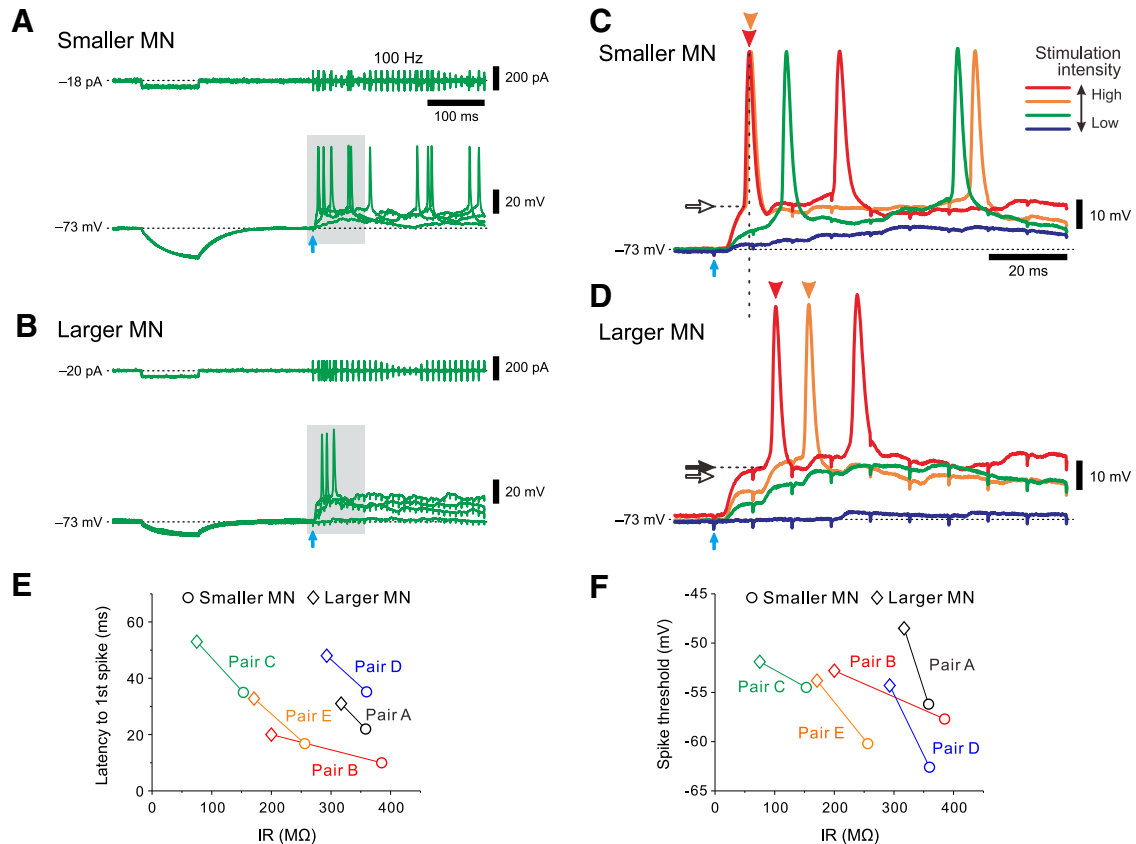 A
Smaller MN
–18 pA
100 Hz
200 pA
100 ms
20 mV
–73 mV
B
Larger MN
–20 pA
200 pA
20 mV
–73 mV
C
Smaller MN
Stimulation
intensity
High
Low
10 mV
–73 mV
20 ms
D
Larger MN
10 mV
–73 mV
E
Smaller MN
Larger MN
Latency to 1st spike (ms)
60
40
20
0
Pair C
Pair D
Pair E
Pair A
Pair B
0
100
200
300
400
IR (MΩ)
F
Smaller MN
Larger MN
Spike threshold (mV)
-45
-50
-55
-60
-65
Pair B
Pair A
Pair C
Pair E
Pair D
0
100
200
300
400
IR (MΩ)